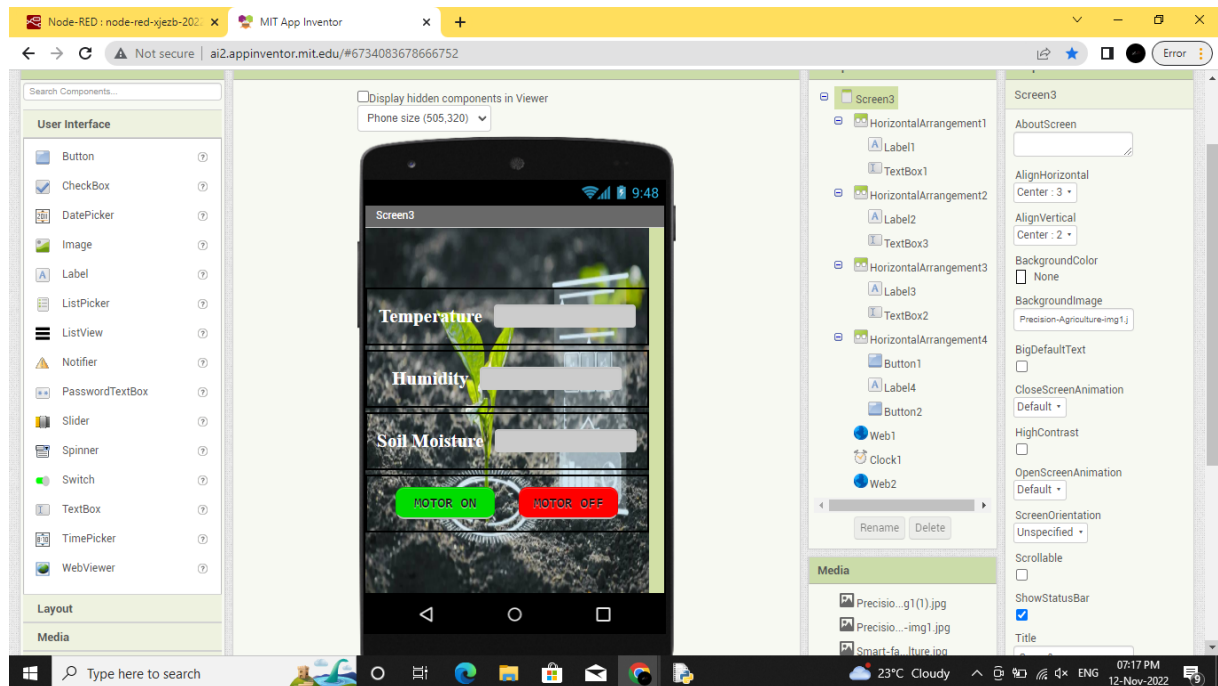 Node-RED : node-red-xjezb-202
MIT App Inventor
Not secure
ai2.appinventor.mit.edu/#6734083678666752
Error
Search Components...
User Interface
Button
CheckBox
DatePicker
Image
Label
ListPicker
ListView
Notifier
PasswordTextBox
Slider
Spinner
Switch
TextBox
TimePicker
WebViewer
Layout
Media
Display hidden components in Viewer
Phone size (505,320)
9:48
Screen3
Temperature
Humidity
Soil Moisture
MOTOR ON
MOTOR OFF
Screen3
HorizontalArrangement1
Label1
TextBox1
HorizontalArrangement2
Label2
TextBox3
HorizontalArrangement3
Label3
TextBox2
HorizontalArrangement4
Button1
Label4
Button2
Web1
Clock1
Web2
Rename
Delete
Media
Precisio...g1(1).jpg
Precisio...-img1.jpg
Smart-fa...lture.jpg
Screen3
AboutScreen
AlignHorizontal
Center : 3
AlignVertical
Center : 2
BackgroundColor
None
BackgroundImage
Precision-Agriculture-img1.j
BigDefaultText
CloseScreenAnimation
Default
HighContrast
OpenScreenAnimation
Default
ScreenOrientation
Unspecified
Scrollable
ShowStatusBar
Title
Type here to search
23°C Cloudy
ENG
07:17 PM
12-Nov-2022